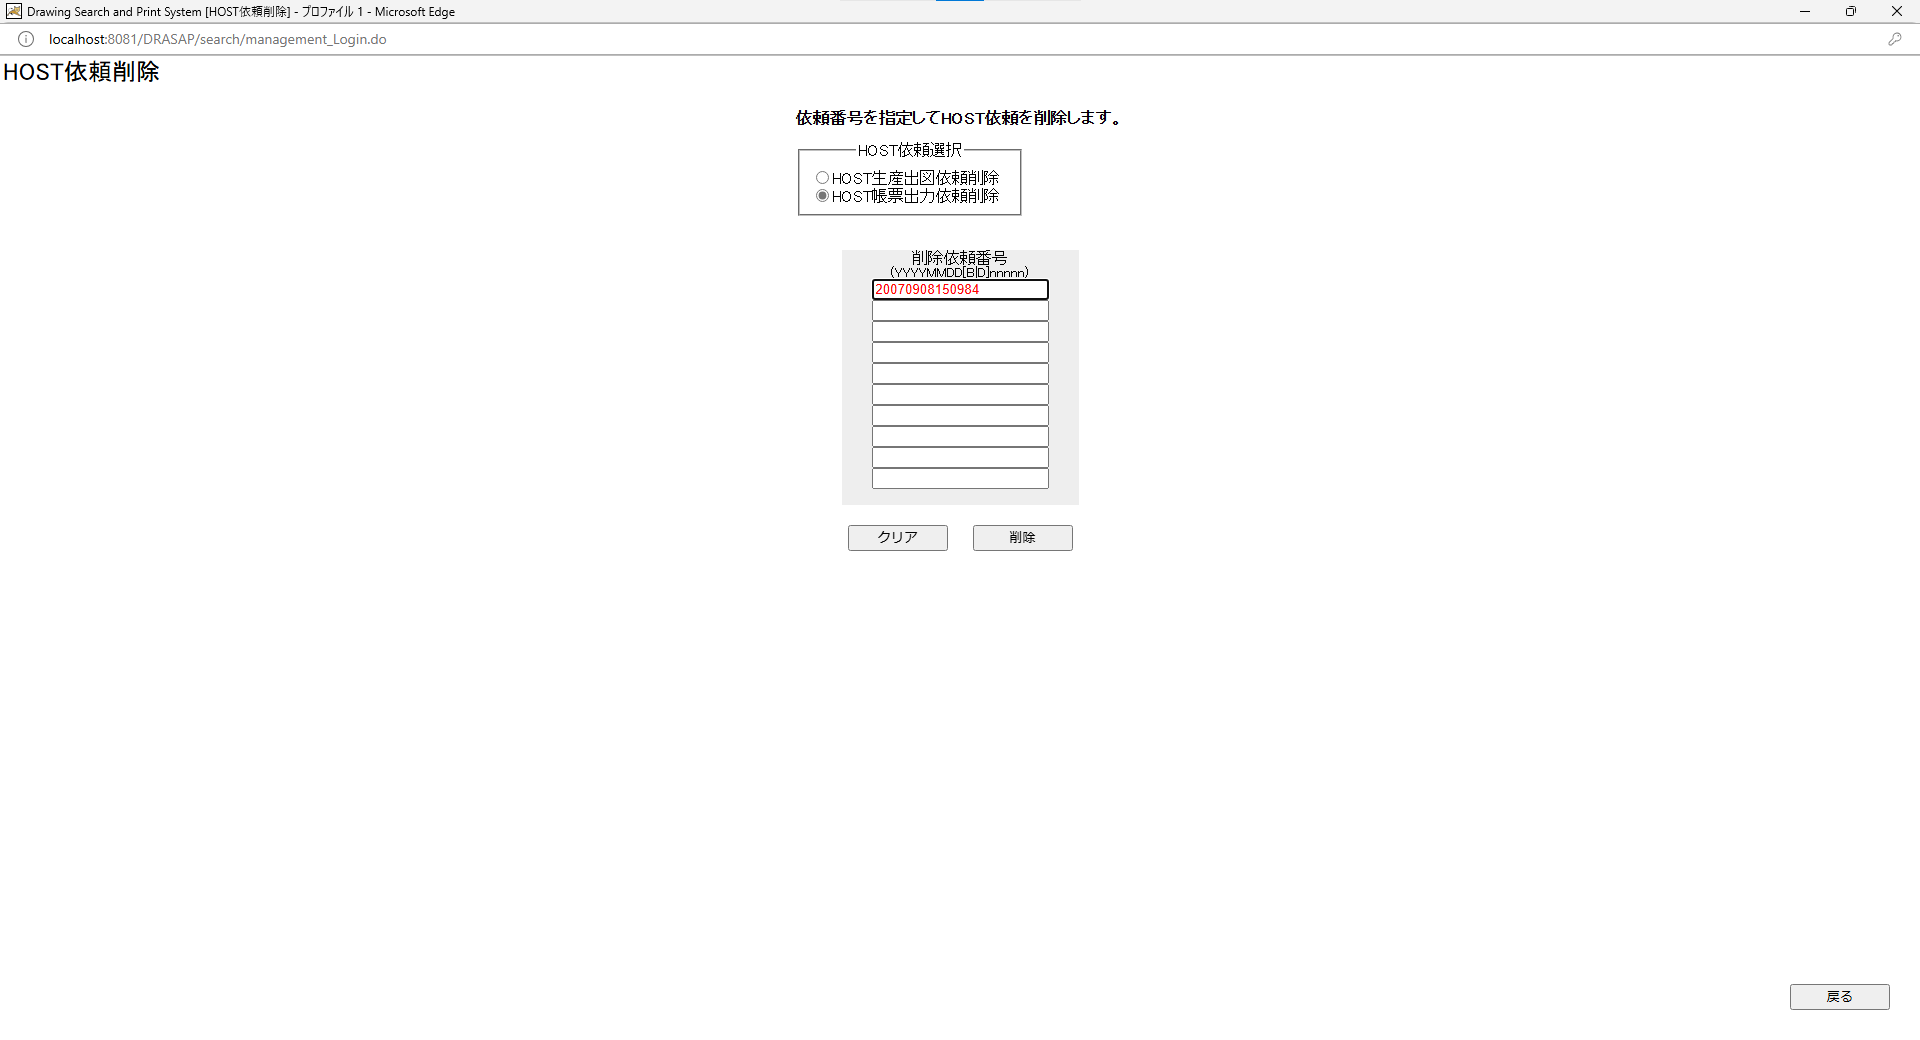 Drawing Search and Print System [HOST依頼削除] - プロファイル 1 - Microsoft Edge
localhost:8081/DRASAP/search/management_Login.do
HOST依頼削除
依頼番号を指定してHOST依頼を削除します。
HOST依頼選択
HOST生産出図依頼削除
HOST帳票出力依頼削除
削除依頼番号
(YYYYMMDD[B|D]nnnnn)
20070908150984
クリア
削除
戻る